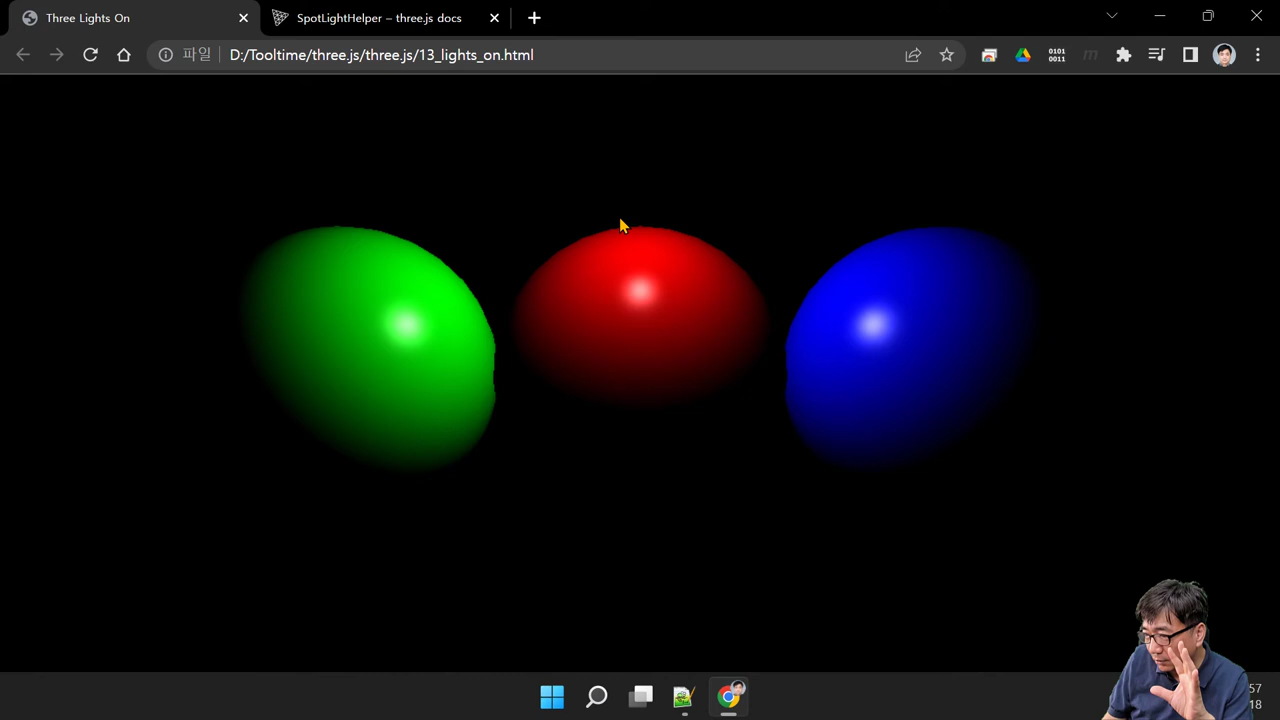 Three Lights On
SpotLightHelper – three.js docs
파일
D:/Tooltime/three.js/three.js/13_lights_on.html
0101
0011
m
57
18